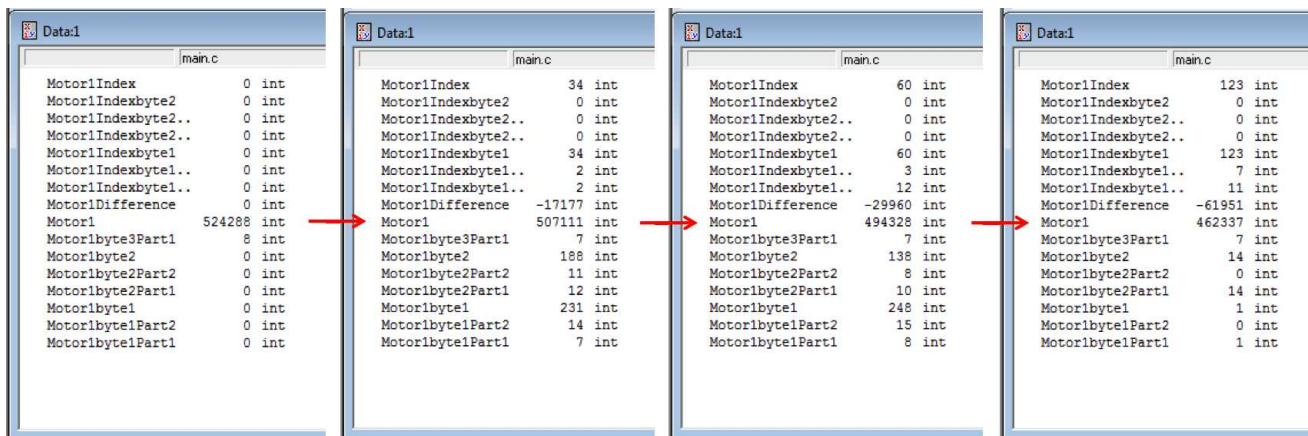 Data:1
main.c
Motor1Index 0 int
Motor1Indexbyte2 0 int
Motor1Indexbyte2.. 0 int
Motor1Indexbyte2.. 0 int
Motor1Indexbyte1 0 int
Motor1Indexbyte1.. 0 int
Motor1Indexbyte1.. 0 int
Motor1Difference 0 int
Motor1 524288 int
Motor1byte3Part1 8 int
Motor1byte2 0 int
Motor1byte2Part2 0 int
Motor1byte2Part1 0 int
Motor1byte1 0 int
Motor1byte1Part2 0 int
Motor1byte1Part1 0 int
Data:1
main.c
Motor1Index 34 int
Motor1Indexbyte2 0 int
Motor1Indexbyte2.. 0 int
Motor1Indexbyte2.. 0 int
Motor1Indexbyte1 34 int
Motor1Indexbyte1.. 2 int
Motor1Indexbyte1.. 2 int
Motor1Difference -17177 int
Motor1 507111 int
Motor1byte3Part1 7 int
Motor1byte2 188 int
Motor1byte2Part2 11 int
Motor1byte2Part1 12 int
Motor1byte1 231 int
Motor1byte1Part2 14 int
Motor1byte1Part1 7 int
Data:1
main.c
Motor1Index 60 int
Motor1Indexbyte2 0 int
Motor1Indexbyte2.. 0 int
Motor1Indexbyte2.. 0 int
Motor1Indexbyte1 60 int
Motor1Indexbyte1.. 3 int
Motor1Indexbyte1.. 12 int
Motor1Difference -29960 int
Motor1 494328 int
Motor1byte3Part1 7 int
Motor1byte2 138 int
Motor1byte2Part2 8 int
Motor1byte2Part1 10 int
Motor1byte1 248 int
Motor1byte1Part2 15 int
Motor1byte1Part1 8 int
Data:1
main.c
Motor1Index 123 int
Motor1Indexbyte2 0 int
Motor1Indexbyte2.. 0 int
Motor1Indexbyte2.. 0 int
Motor1Indexbyte1 123 int
Motor1Indexbyte1.. 7 int
Motor1Indexbyte1.. 11 int
Motor1Difference -61951 int
Motor1 462337 int
Motor1byte3Part1 7 int
Motor1byte2 14 int
Motor1byte2Part2 0 int
Motor1byte2Part1 14 int
Motor1byte1 1 int
Motor1byte1Part2 0 int
Motor1byte1Part1 1 int